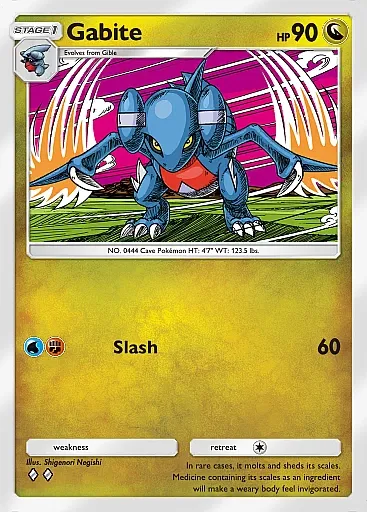 STAGE 1
Gabite
HP 90
Evolves from Gible
NO. 0444 Cave Pokémon HT: 4'7" WT: 123.5 lbs.
Slash 60
weakness
retreat
Illus. Shigenori Negishi
In rare cases, it molts and sheds its scales.
Medicine containing its scales as an ingredient
will make a weary body feel invigorated.